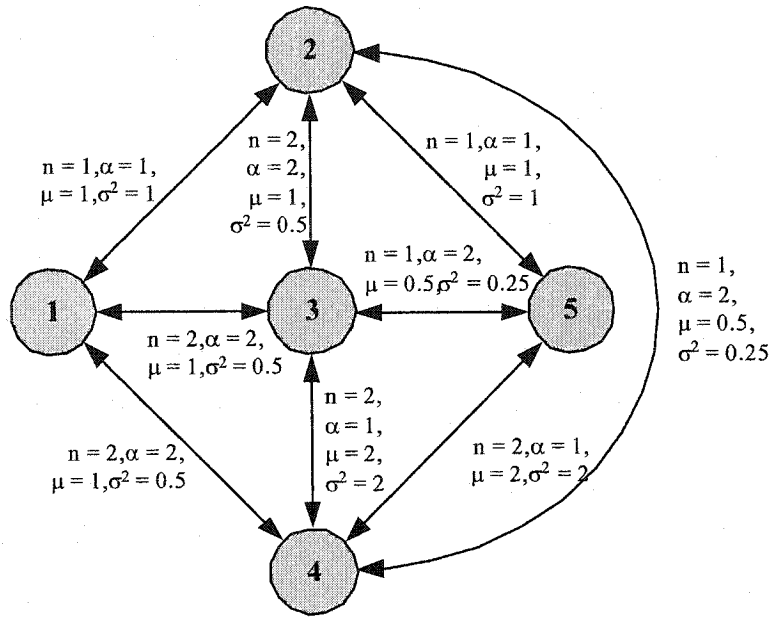 2
n = 1,α = 1,
μ = 1,σ² = 1
n = 2,
α = 2,
μ = 1,
σ² = 0.5
n = 1,α = 1,
μ = 1,
σ² = 1
n = 1,α = 2,
μ = 0.5,σ² = 0.25
n = 1,
α = 2,
μ = 0.5,
σ² = 0.25
1
3
5
n = 2,α = 2,
μ = 1,σ² = 0.5
n = 2,α = 2,
μ = 1,σ² = 0.5
n = 2,
α = 1,
μ = 2,
σ² = 2
n = 2,α = 1,
μ = 2,σ² = 2
4